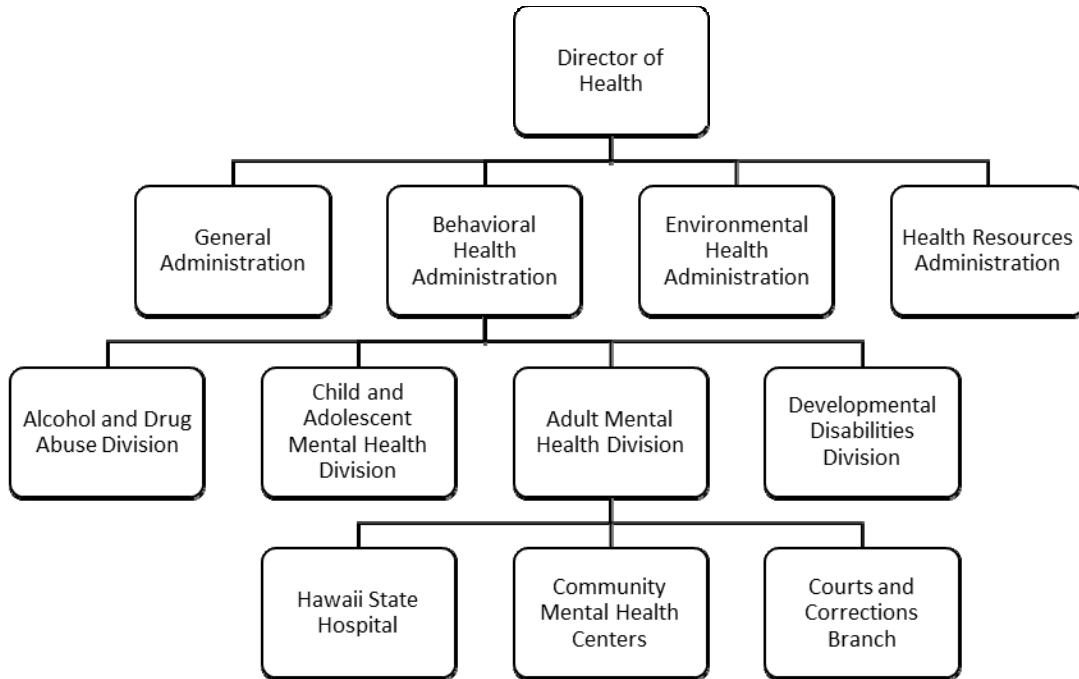 Director of
Health
General
Administration
Behavioral
Health
Administration
Environmental
Health
Administration
Health Resources
Administration
Alcohol and Drug
Abuse Division
Child and
Adolescent
Mental Health
Division
Adult Mental
Health Division
Developmental
Disabilities
Division
Hawaii State
Hospital
Community
Mental Health
Centers
Courts and
Corrections
Branch